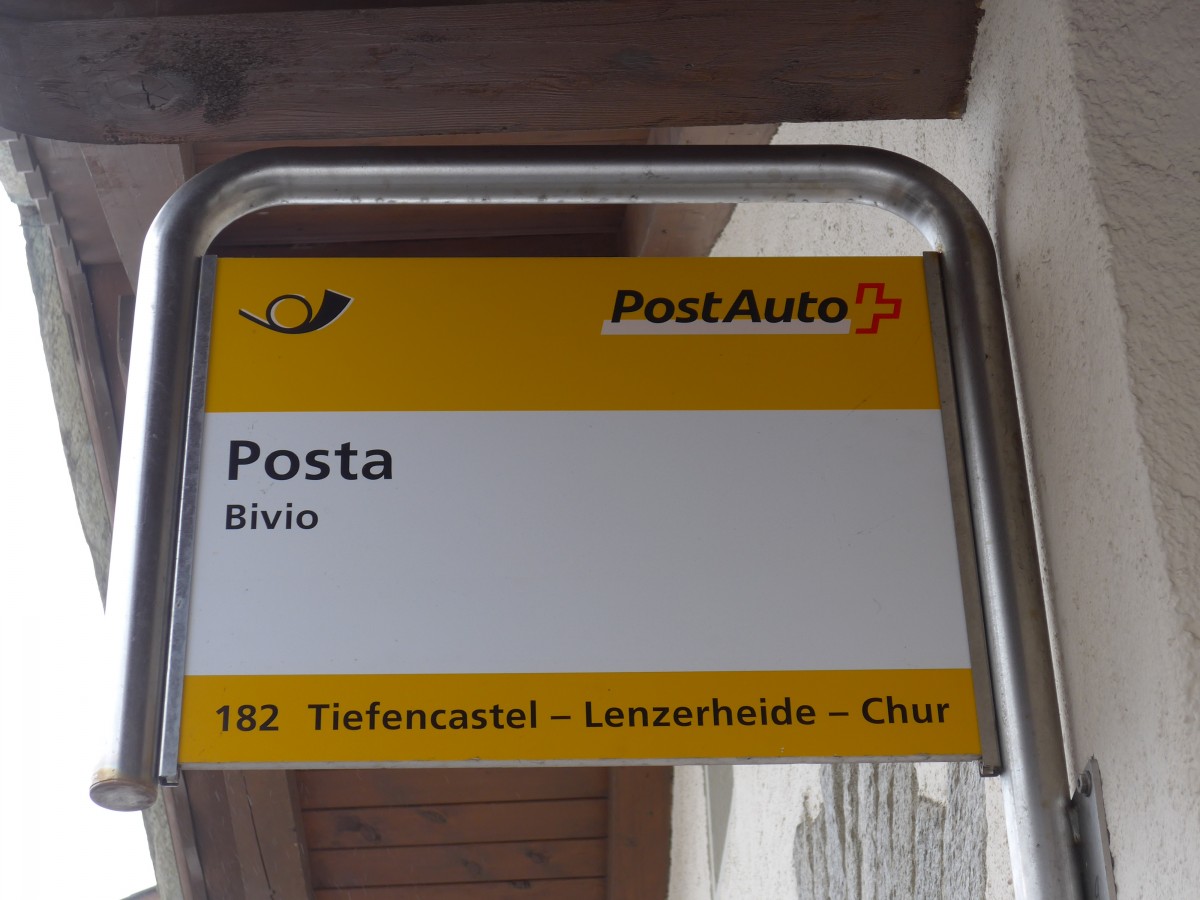 PostAuto
Posta
Bivio
182 Tiefencastel – Lenzerheide – Chur